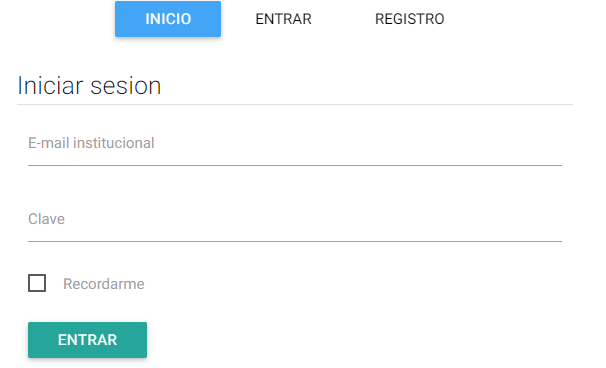 INICIO ENTRAR REGISTRO
Iniciar sesion
E-mail institucional
Clave
Recordarme
ENTRAR